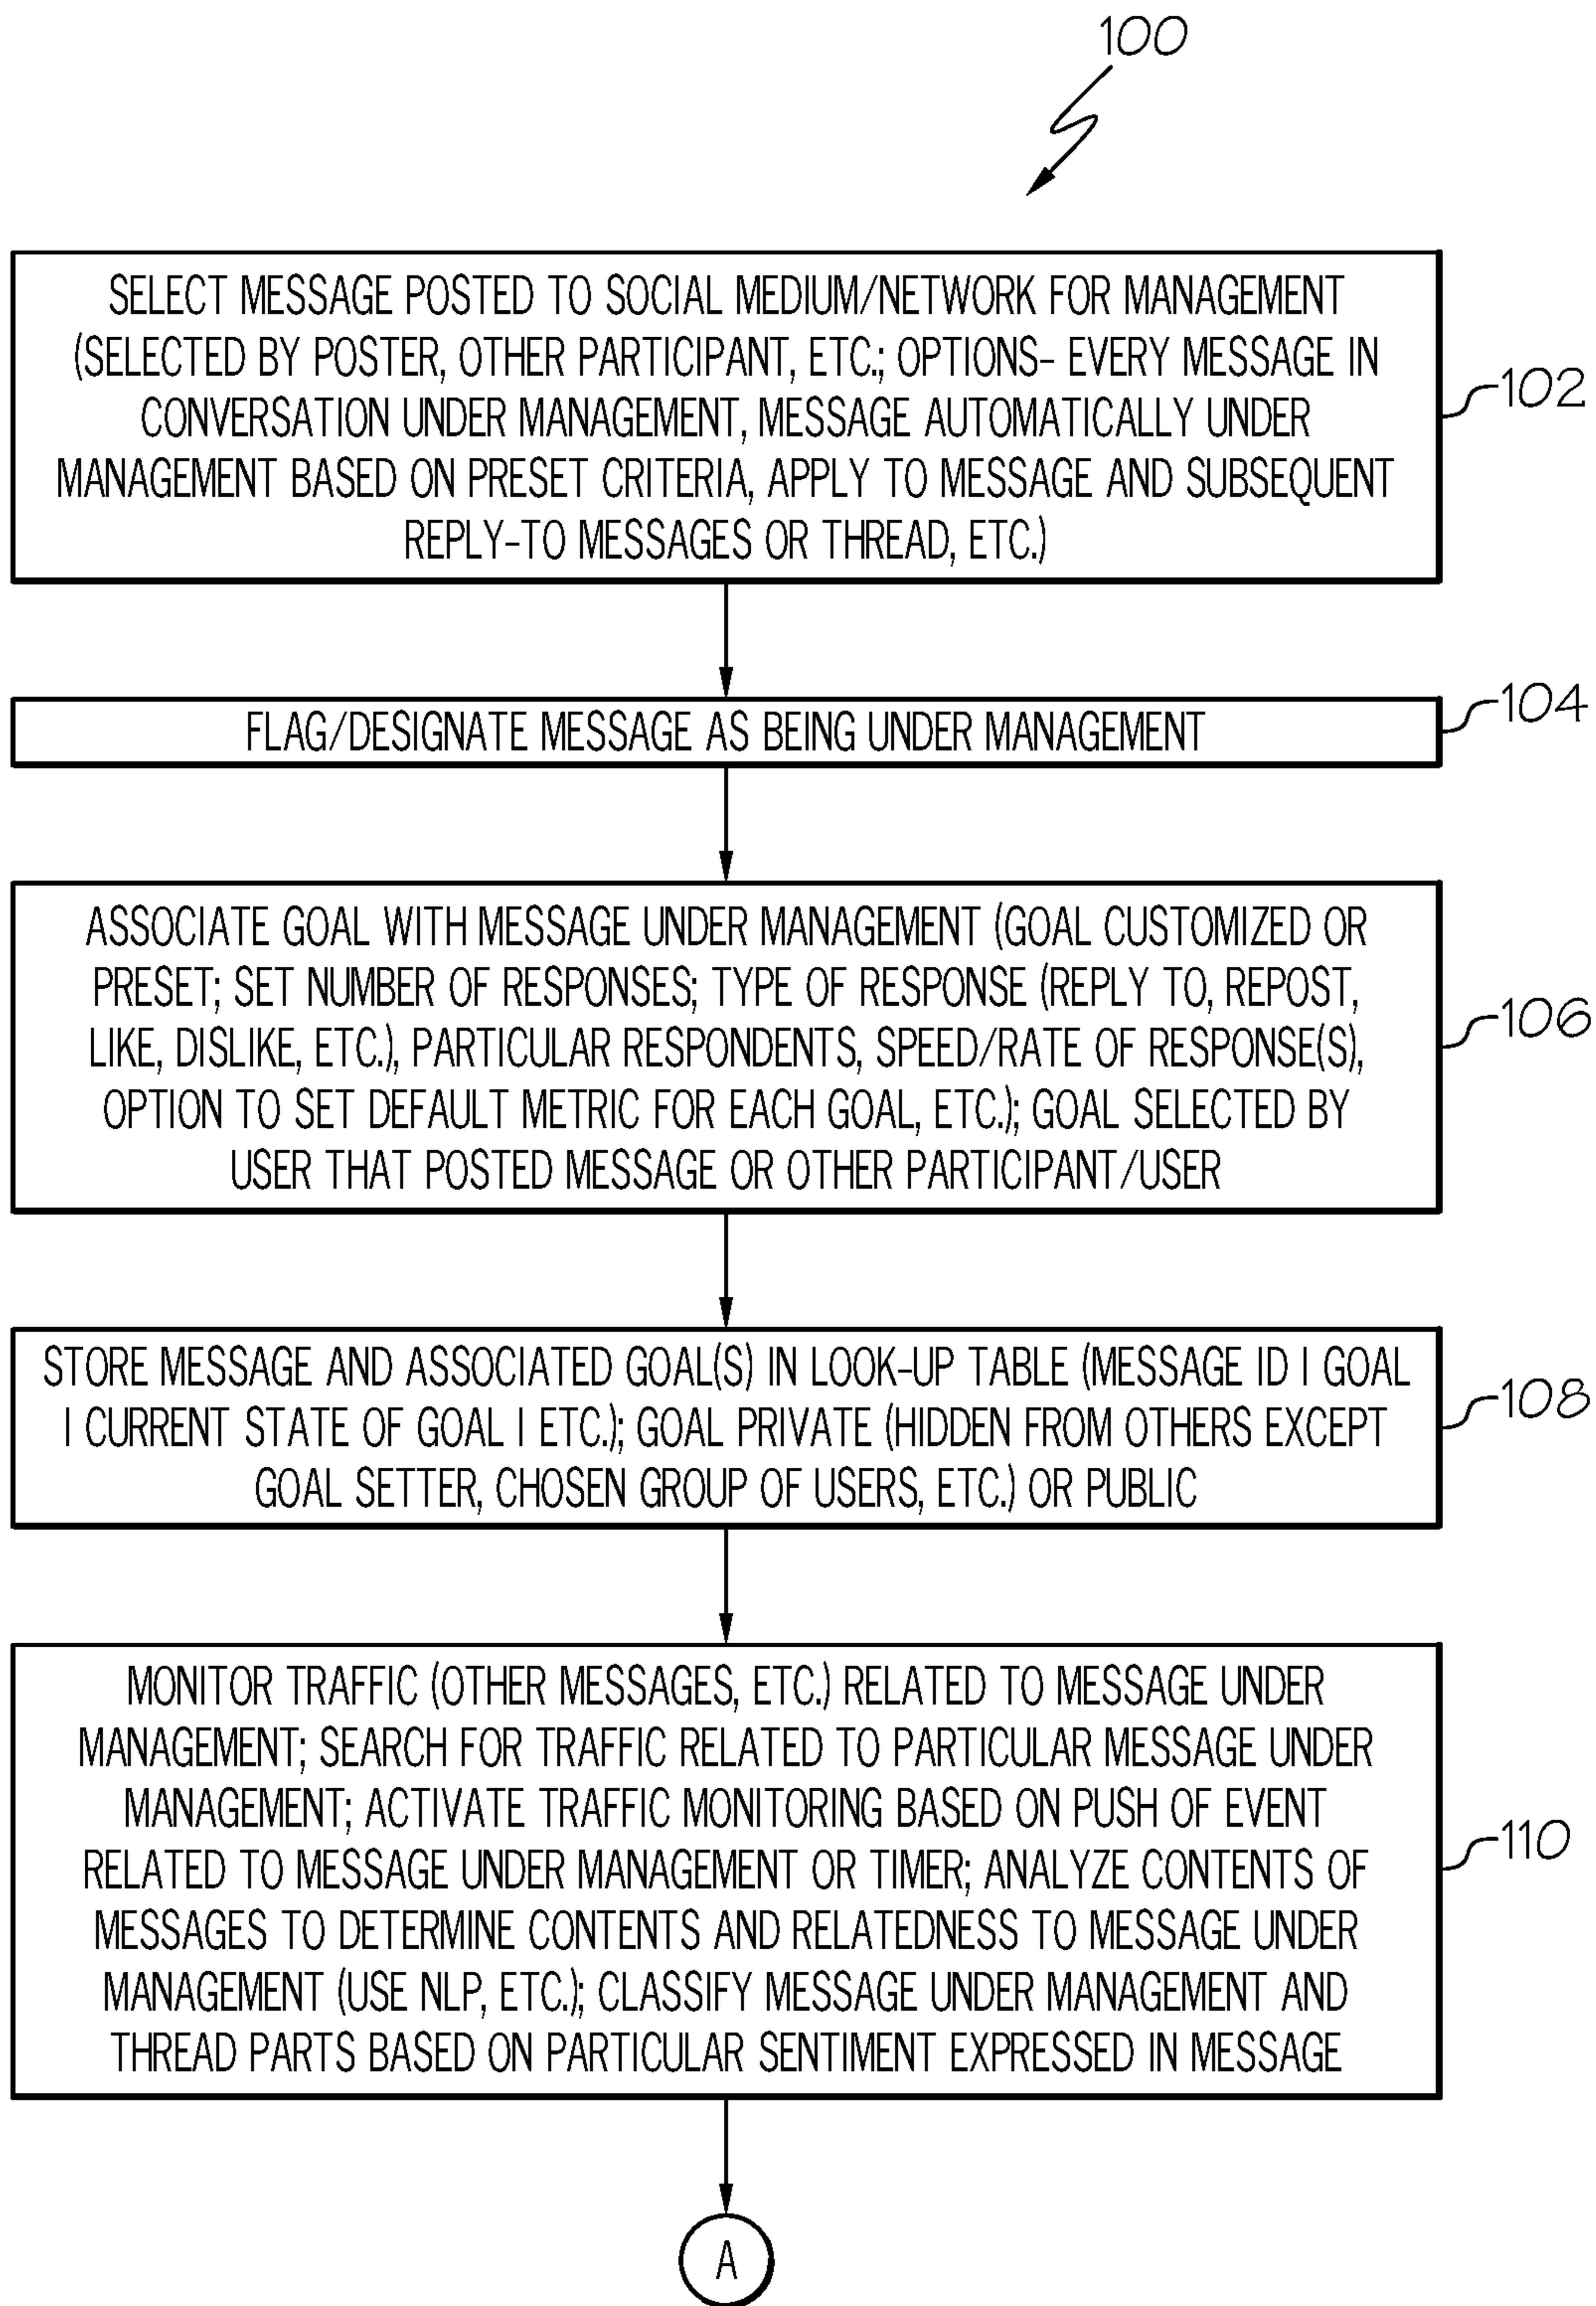 100
SELECT MESSAGE POSTED TO SOCIAL MEDIUM/NETWORK FOR MANAGEMENT
(SELECTED BY POSTER, OTHER PARTICIPANT, ETC.; OPTIONS- EVERY MESSAGE IN
CONVERSATION UNDER MANAGEMENT, MESSAGE AUTOMATICALLY UNDER
MANAGEMENT BASED ON PRESET CRITERIA, APPLY TO MESSAGE AND SUBSEQUENT
REPLY-TO MESSAGES OR THREAD, ETC.)
102
FLAG/DESIGNATE MESSAGE AS BEING UNDER MANAGEMENT
104
ASSOCIATE GOAL WITH MESSAGE UNDER MANAGEMENT (GOAL CUSTOMIZED OR
PRESET; SET NUMBER OF RESPONSES; TYPE OF RESPONSE (REPLY TO, REPOST,
LIKE, DISLIKE, ETC.), PARTICULAR RESPONDENTS, SPEED/RATE OF RESPONSE(S),
OPTION TO SET DEFAULT METRIC FOR EACH GOAL, ETC.); GOAL SELECTED BY
USER THAT POSTED MESSAGE OR OTHER PARTICIPANT/USER
106
STORE MESSAGE AND ASSOCIATED GOAL(S) IN LOOK-UP TABLE (MESSAGE ID I GOAL
I CURRENT STATE OF GOAL I ETC.); GOAL PRIVATE (HIDDEN FROM OTHERS EXCEPT
GOAL SETTER, CHOSEN GROUP OF USERS, ETC.) OR PUBLIC
108
MONITOR TRAFFIC (OTHER MESSAGES, ETC.) RELATED TO MESSAGE UNDER
MANAGEMENT; SEARCH FOR TRAFFIC RELATED TO PARTICULAR MESSAGE UNDER
MANAGEMENT; ACTIVATE TRAFFIC MONITORING BASED ON PUSH OF EVENT
RELATED TO MESSAGE UNDER MANAGEMENT OR TIMER; ANALYZE CONTENTS OF
MESSAGES TO DETERMINE CONTENTS AND RELATEDNESS TO MESSAGE UNDER
MANAGEMENT (USE NLP, ETC.); CLASSIFY MESSAGE UNDER MANAGEMENT AND
THREAD PARTS BASED ON PARTICULAR SENTIMENT EXPRESSED IN MESSAGE
110
A